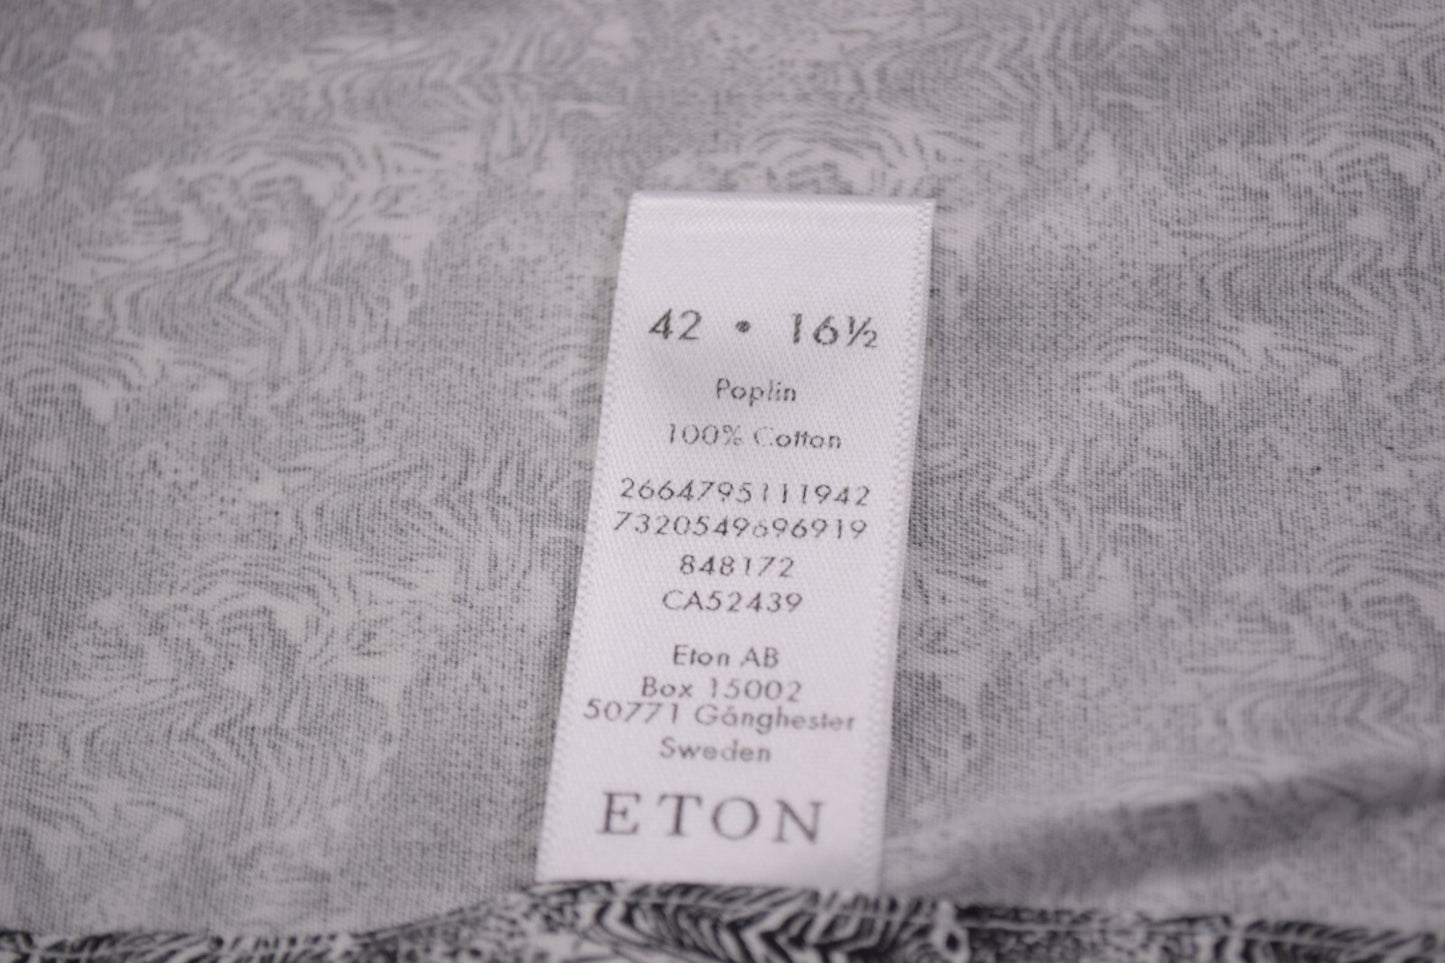 42 • 16½
Poplin
100% Cotton
2664795111942
7320549696919
848172
CA52439
Eton AB
Box 15002
50771 Gånghester
Sweden
ETON